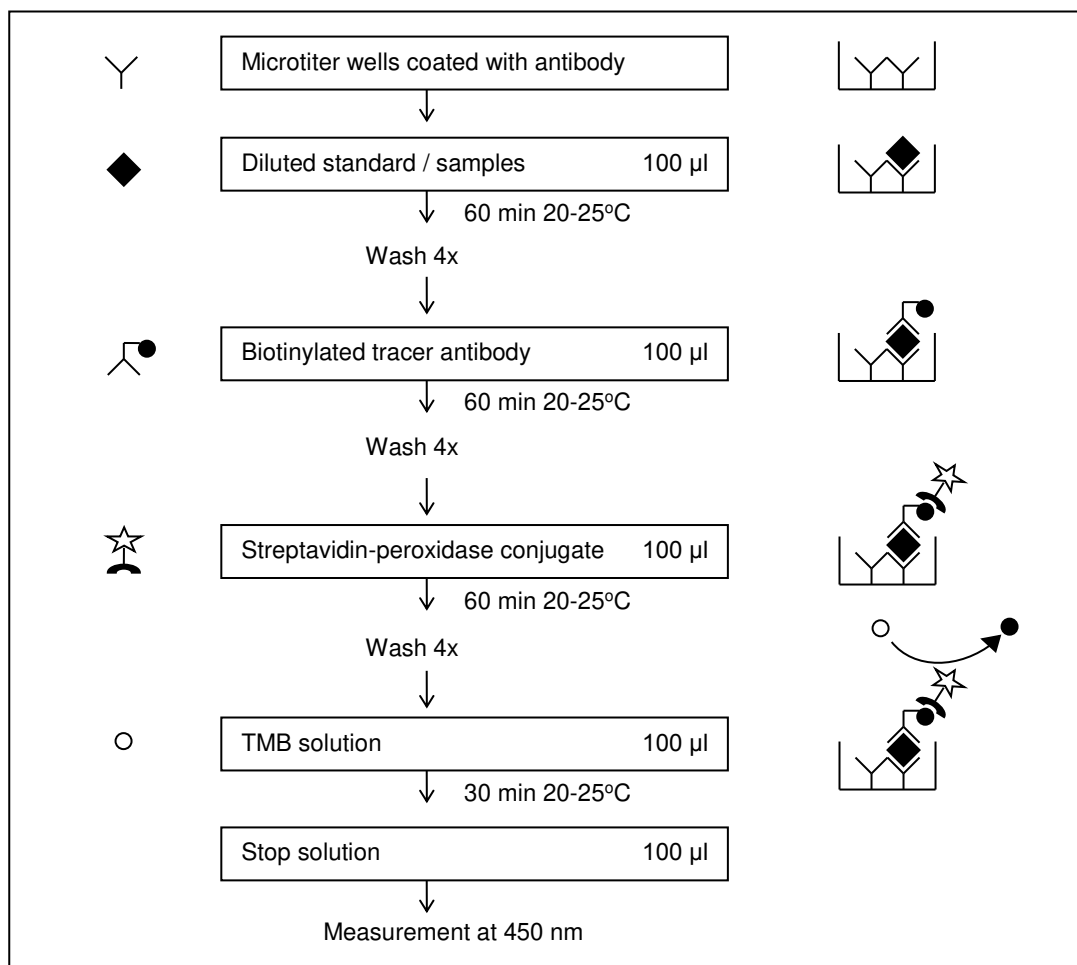 Microtiter wells coated with antibody
Diluted standard / samples 100 µl
60 min 20-25ºC
Wash 4x
Biotinylated tracer antibody 100 µl
60 min 20-25ºC
Wash 4x
Streptavidin-peroxidase conjugate 100 µl
60 min 20-25ºC
Wash 4x
TMB solution 100 µl
30 min 20-25ºC
Stop solution 100 µl
Measurement at 450 nm